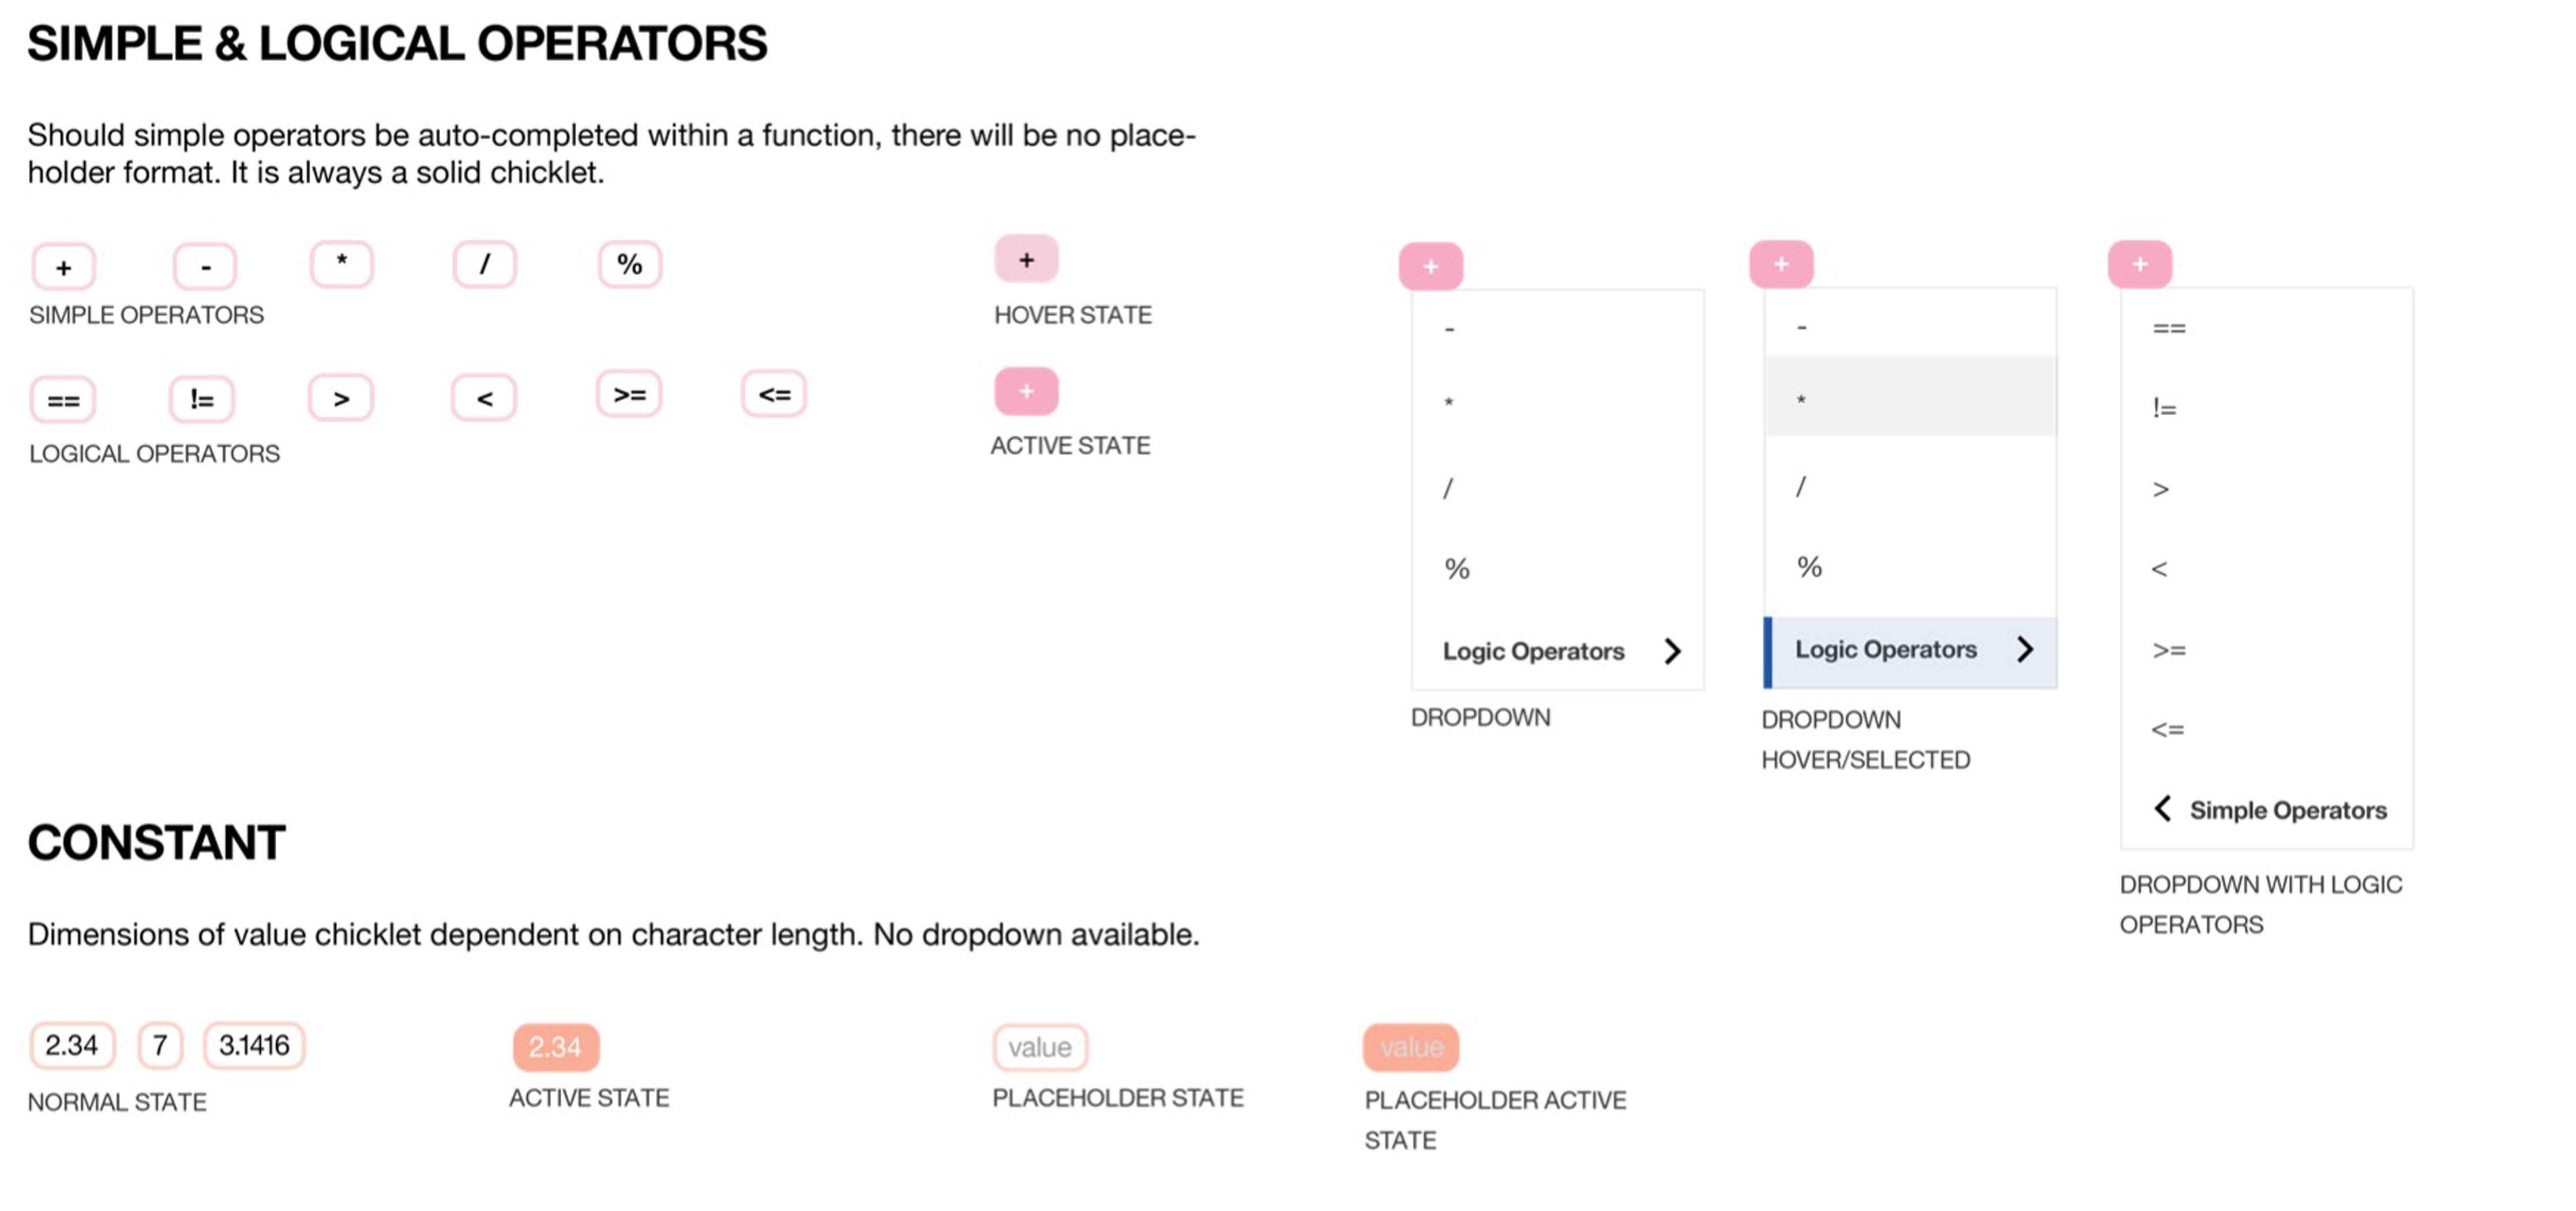 SIMPLE & LOGICAL OPERATORS
Should simple operators be auto-completed within a function, there will be no place-
holder format. It is always a solid chicklet.
+ - * / %
SIMPLE OPERATORS
== != > < >= <=
LOGICAL OPERATORS
+
HOVER STATE
+
ACTIVE STATE
+
-
*
/
%
Logic Operators >
DROPDOWN
+
-
*
/
%
Logic Operators >
DROPDOWN
HOVER/SELECTED
+
==
!=
>
<
>=
<=
< Simple Operators
DROPDOWN WITH LOGIC
OPERATORS
CONSTANT
Dimensions of value chicklet dependent on character length. No dropdown available.
2.34 7 3.1416
NORMAL STATE
2.34
ACTIVE STATE
value
PLACEHOLDER STATE
value
PLACEHOLDER ACTIVE
STATE